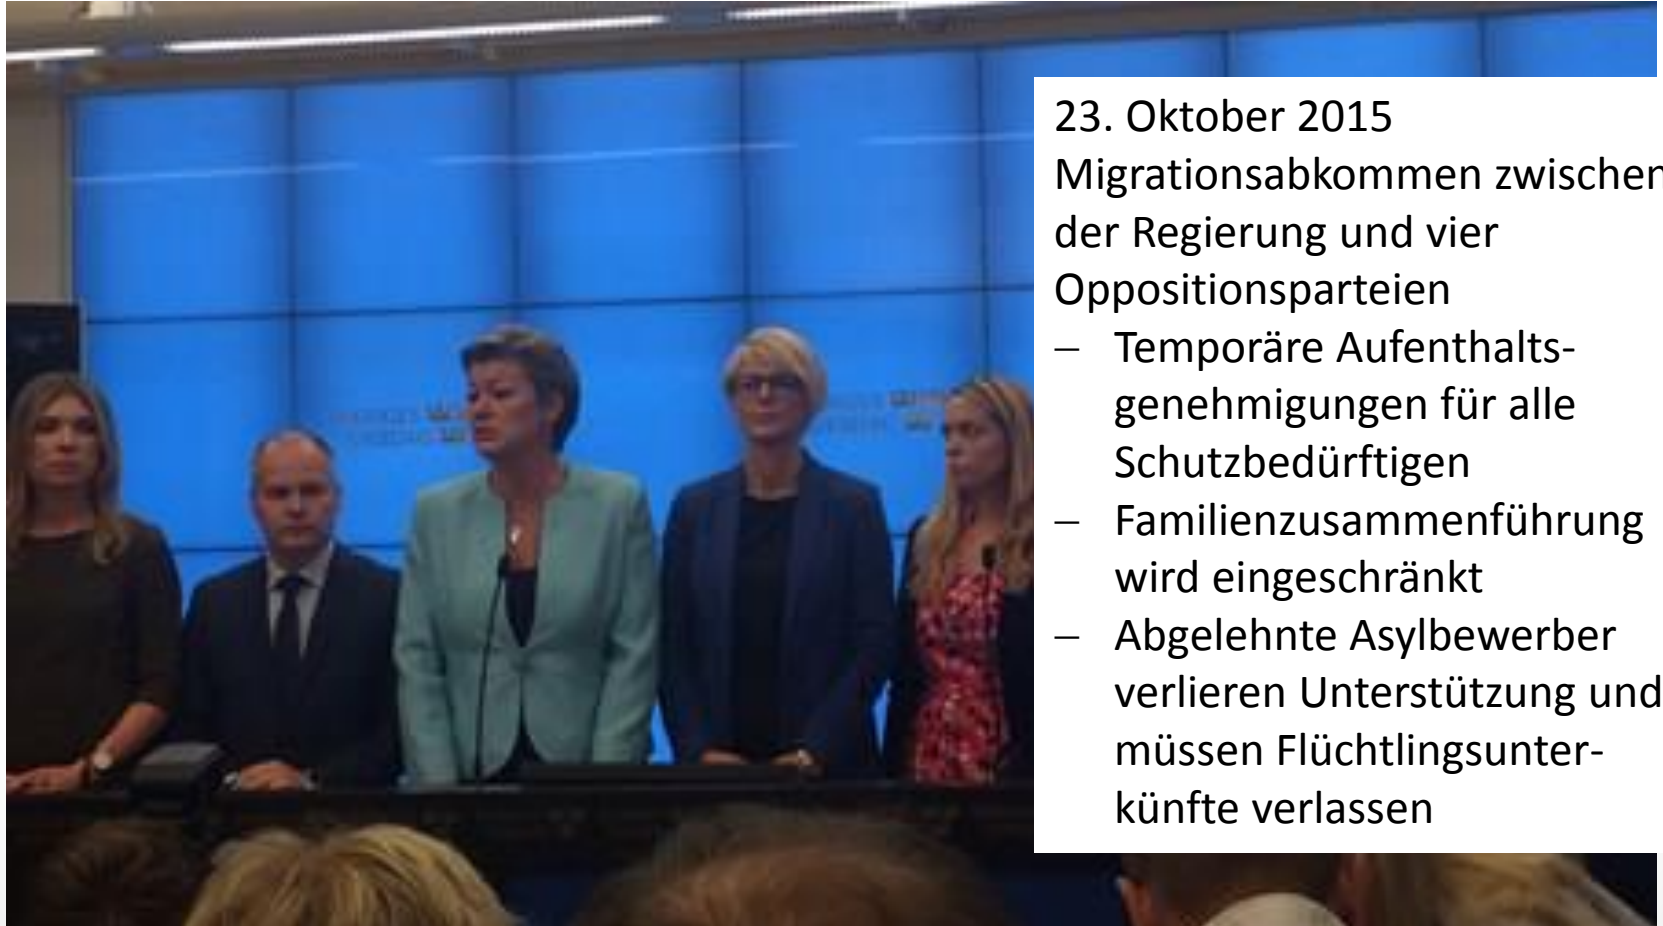 23. Oktober 2015
Migrationsabkommen zwischen
der Regierung und vier
Oppositionsparteien
– Temporäre Aufenthalts-
genehmigungen für alle
Schutzbedürftigen
– Familienzusammenführung
wird eingeschränkt
– Abgelehnte Asylbewerber
verlieren Unterstützung und
müssen Flüchtlingsunter-
künfte verlassen